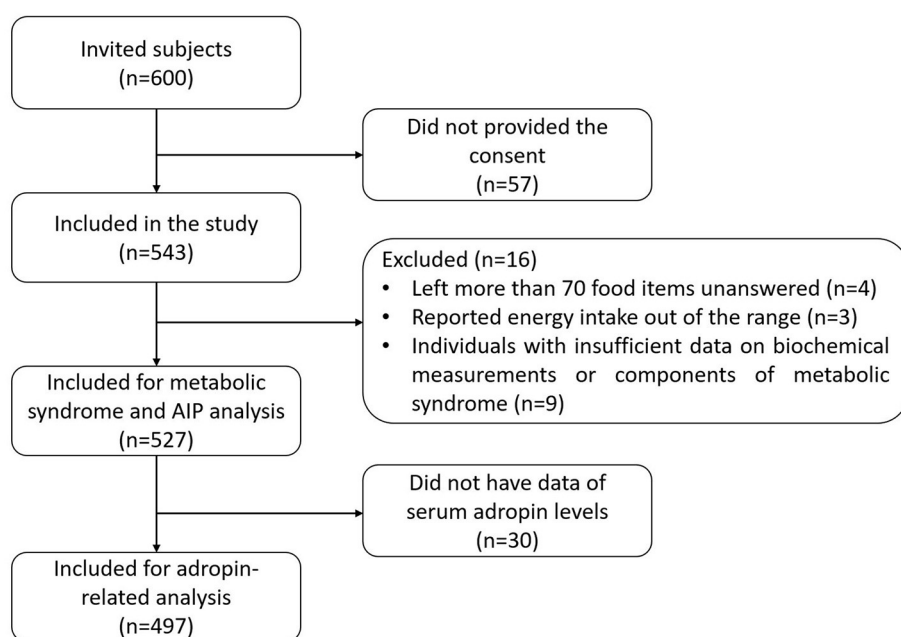 Invited subjects
(n=600)
Did not provided the
consent
(n=57)
Included in the study
(n=543)
Excluded (n=16)
• Left more than 70 food items unanswered (n=4)
• Reported energy intake out of the range (n=3)
• Individuals with insufficient data on biochemical
measurements or components of metabolic
syndrome (n=9)
Included for metabolic
syndrome and AIP analysis
(n=527)
Did not have data of
serum adropin levels
(n=30)
Included for adropin-
related analysis
(n=497)